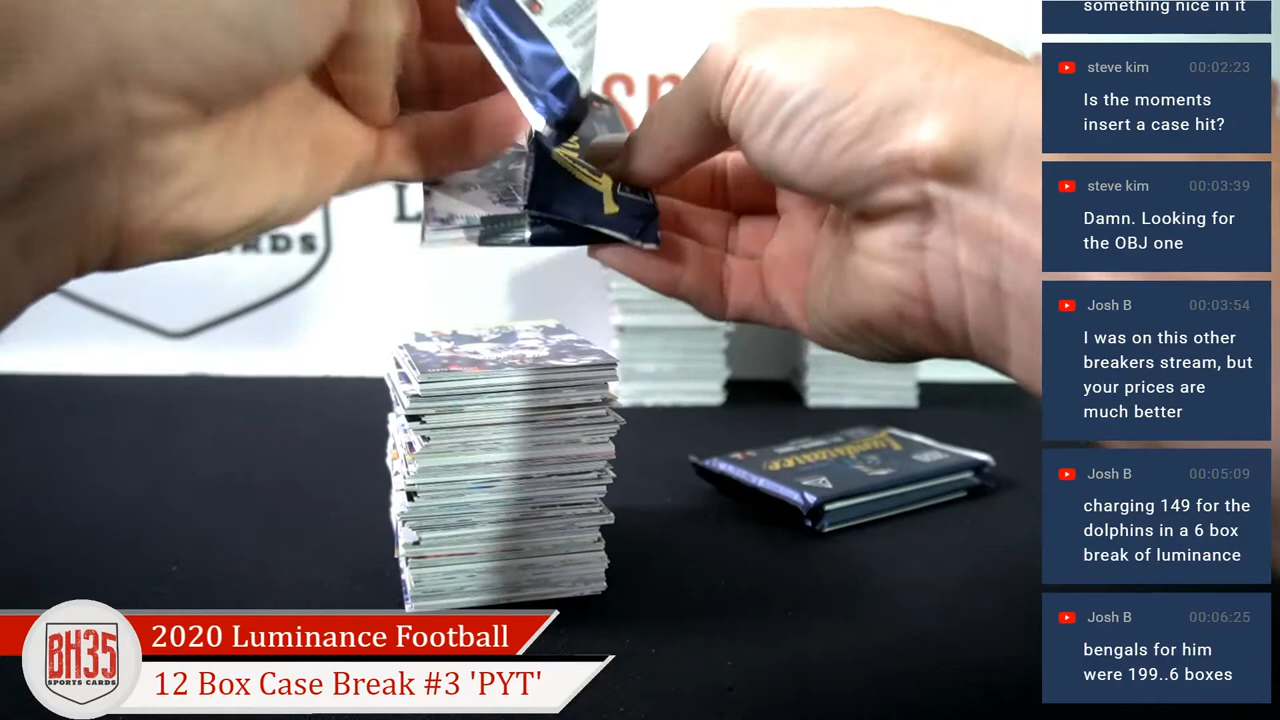 something nice in it
steve kim 00:02:23
Is the moments
insert a case hit?
steve kim 00:03:39
Damn. Looking for
the OBJ one
Josh B 00:03:54
I was on this other
breakers stream, but
your prices are
much better
Josh B 00:05:09
charging 149 for the
dolphins in a 6 box
break of luminance
Josh B 00:06:25
bengals for him
were 199..6 boxes
Luminance
BH35
SPORTS CARDS
2020 Luminance Football
12 Box Case Break #3 'PYT'